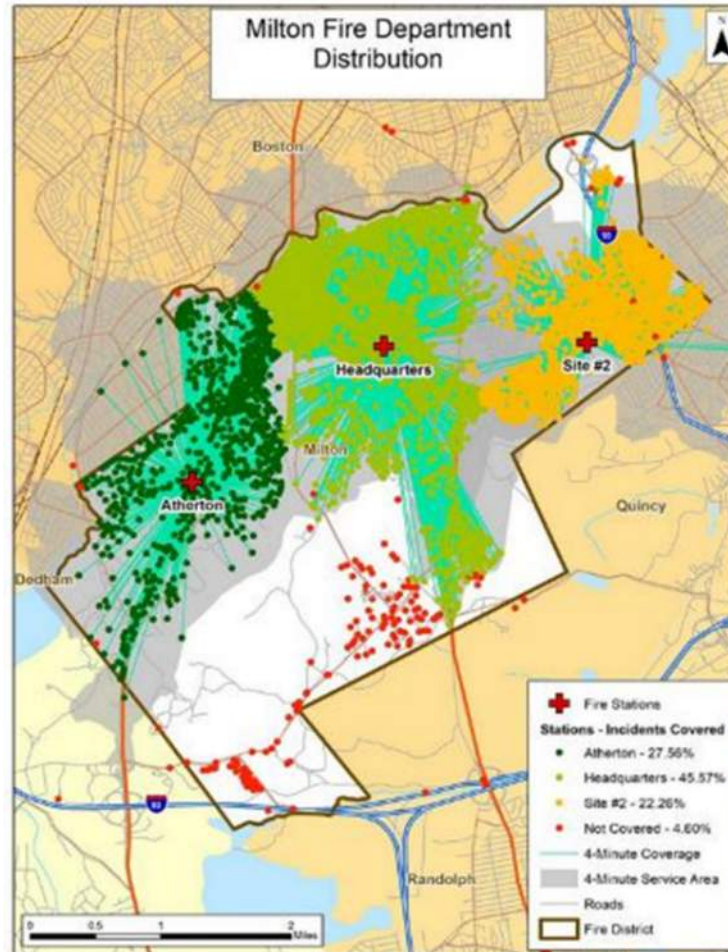 Milton Fire Department
Distribution
N
Boston
93
Headquarters
Site #2
Milton
Atherton
Quincy
Dedham
93
Randolph
Fire Stations
Stations - Incidents Covered
Atherton - 27.56%
Headquarters - 45.57%
Site #2 - 22.26%
Not Covered - 4.60%
4-Minute Coverage
4-Minute Service Area
Roads
Fire District
0 0.5 1 2
Miles